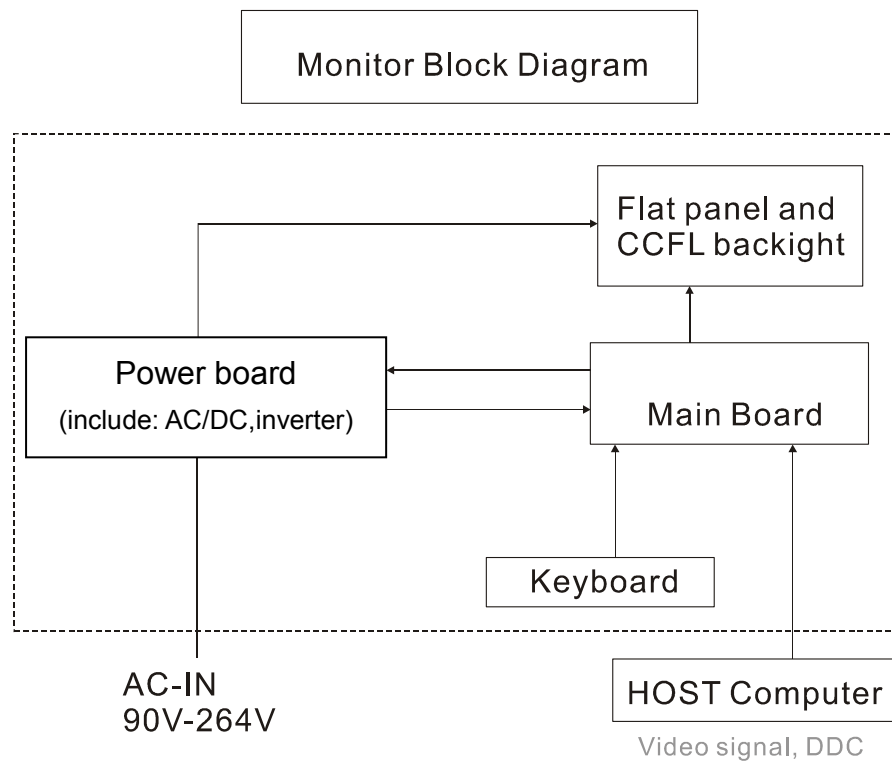 Monitor Block Diagram
Flat panel and
CCFL backight
Power board
(include: AC/DC,inverter)
Main Board
Keyboard
AC-IN
90V-264V
HOST Computer
Video signal, DDC